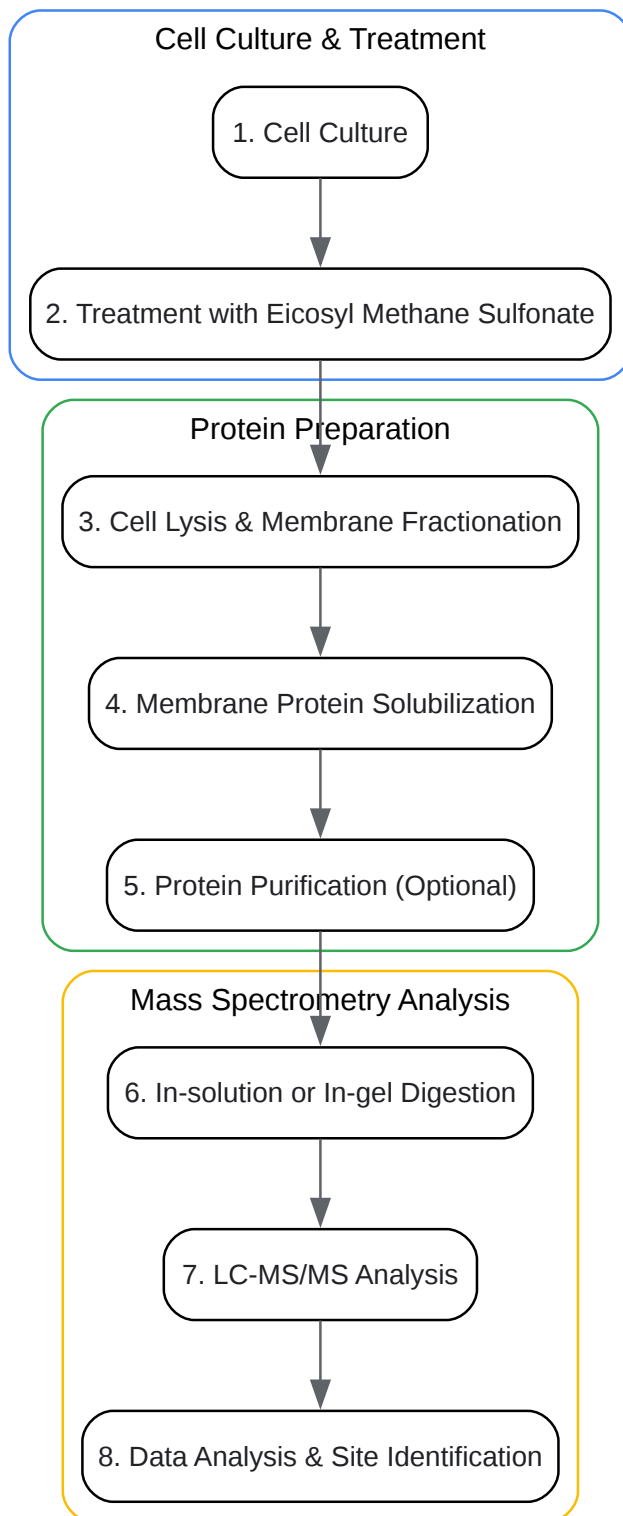 Cell Culture & Treatment
1. Cell Culture
2. Treatment with Eicosyl Methane Sulfonate
Protein Preparation
3. Cell Lysis & Membrane Fractionation
4. Membrane Protein Solubilization
5. Protein Purification (Optional)
Mass Spectrometry Analysis
6. In-solution or In-gel Digestion
7. LC-MS/MS Analysis
8. Data Analysis & Site Identification